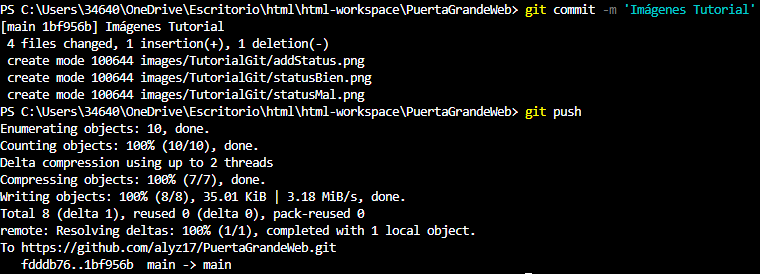 PS C:\Users\34640\OneDrive\Escritorio\html\html-workspace\PuertaGrandeWeb> git commit -m 'Imágenes Tutorial'
[main 1bf956b] Imágenes Tutorial
 4 files changed, 1 insertion(+), 1 deletion(-)
 create mode 100644 images/TutorialGit/addStatus.png
 create mode 100644 images/TutorialGit/statusBien.png
 create mode 100644 images/TutorialGit/statusMal.png
PS C:\Users\34640\OneDrive\Escritorio\html\html-workspace\PuertaGrandeWeb> git push
Enumerating objects: 10, done.
Counting objects: 100% (10/10), done.
Delta compression using up to 2 threads
Compressing objects: 100% (7/7), done.
Writing objects: 100% (8/8), 35.01 KiB | 3.18 MiB/s, done.
Total 8 (delta 1), reused 0 (delta 0), pack-reused 0
remote: Resolving deltas: 100% (1/1), completed with 1 local object.
To https://github.com/alyz17/PuertaGrandeWeb.git
   fdddb76..1bf956b  main -> main